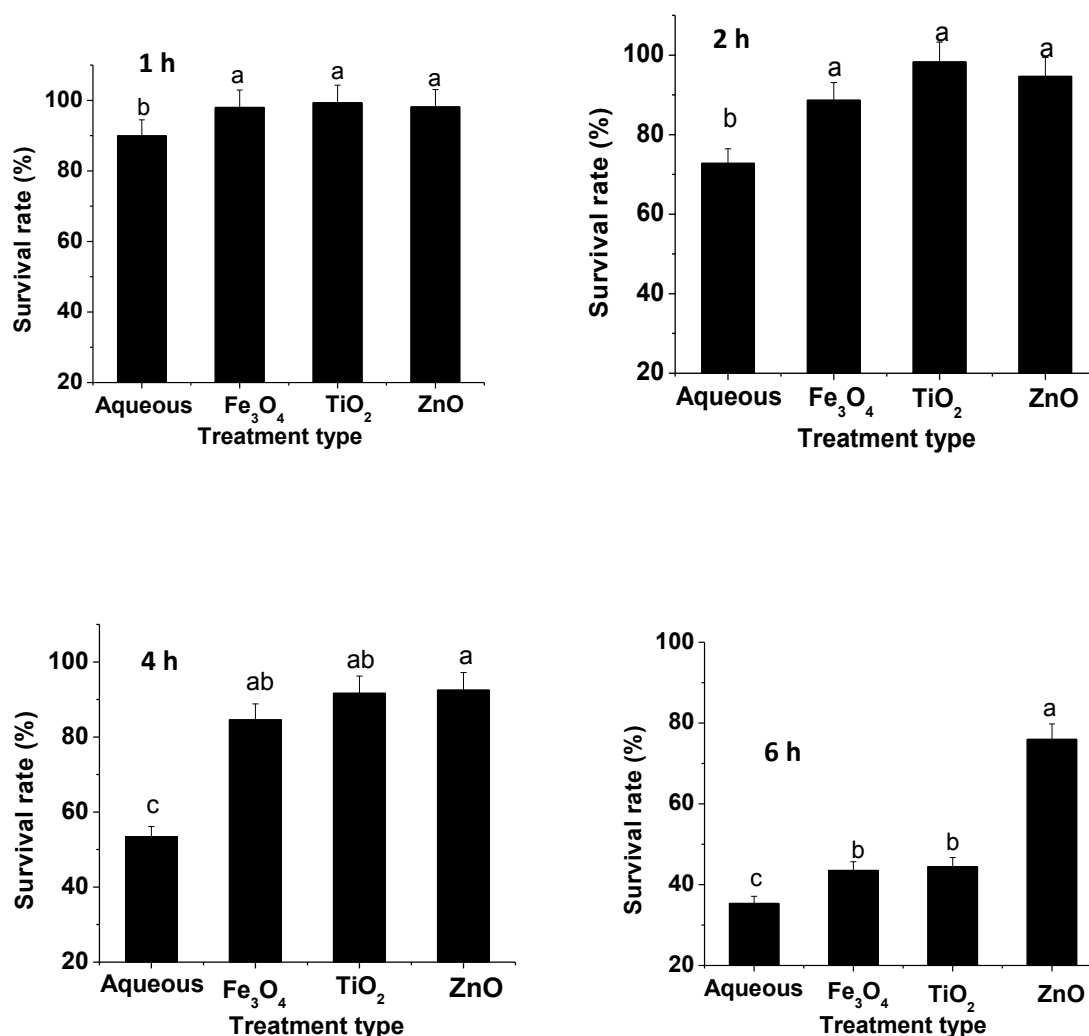 1 h
a
a
a
b
100
80
60
40
20
Survival rate (%)
Aqueous Fe₃O₄ TiO₂ ZnO
Treatment type
2 h
a
a
a
b
100
80
60
40
20
Survival rate (%)
Aqueous Fe₃O₄ TiO₂ ZnO
Treatment type
4 h
ab
ab
a
c
100
80
60
40
20
Survival rate (%)
Aqueous Fe₃O₄ TiO₂ ZnO
Treatment type
6 h
a
b
b
c
100
80
60
40
20
Survival rate (%)
Aqueous Fe₃O₄ TiO₂ ZnO
Treatment type